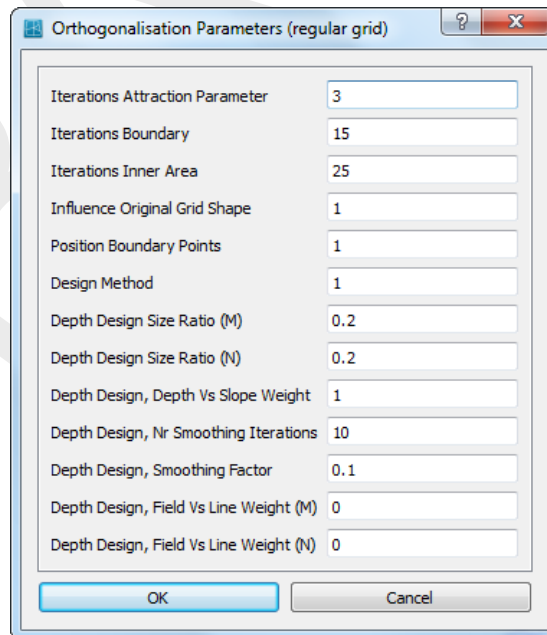 Orthogonalisation Parameters (regular grid) ? X
Iterations Attraction Parameter 3
Iterations Boundary 15
Iterations Inner Area 25
Influence Original Grid Shape 1
Position Boundary Points 1
Design Method 1
Depth Design Size Ratio (M) 0.2
Depth Design Size Ratio (N) 0.2
Depth Design, Depth Vs Slope Weight 1
Depth Design, Nr Smoothing Iterations 10
Depth Design, Smoothing Factor 0.1
Depth Design, Field Vs Line Weight (M) 0
Depth Design, Field Vs Line Weight (N) 0
OK Cancel